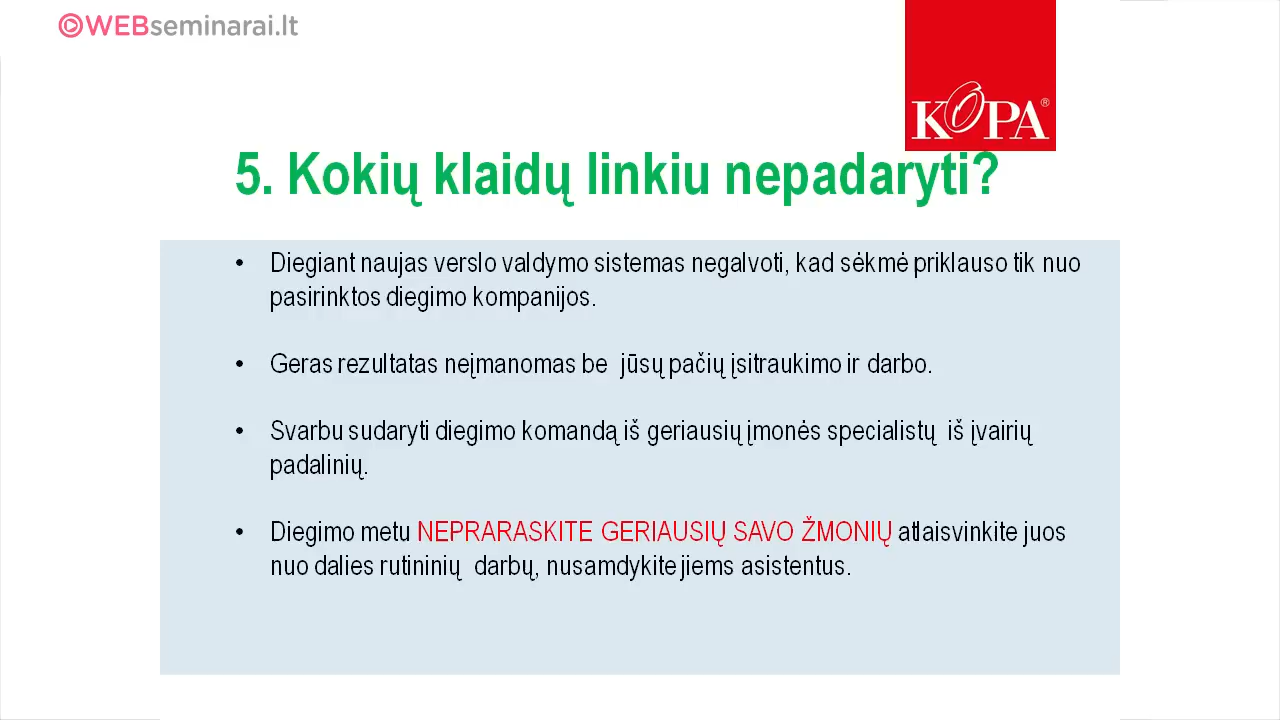 WEBseminarai.lt
KOPA®
5. Kokių klaidų linkiu nepadaryti?
• Diegiant naujas verslo valdymo sistemas negalvoti, kad sėkmė priklauso tik nuo
pasirinktos diegimo kompanijos.
• Geras rezultatas neįmanomas be jūsų pačių įsitraukimo ir darbo.
• Svarbu sudaryti diegimo komandą iš geriausių įmonės specialistų iš įvairių
padalinių.
• Diegimo metu NEPRARASKITE GERIAUSIŲ SAVO ŽMONIŲ atlaisvinkite juos
nuo dalies rutininių darbų, nusamdykite jiems asistentus.